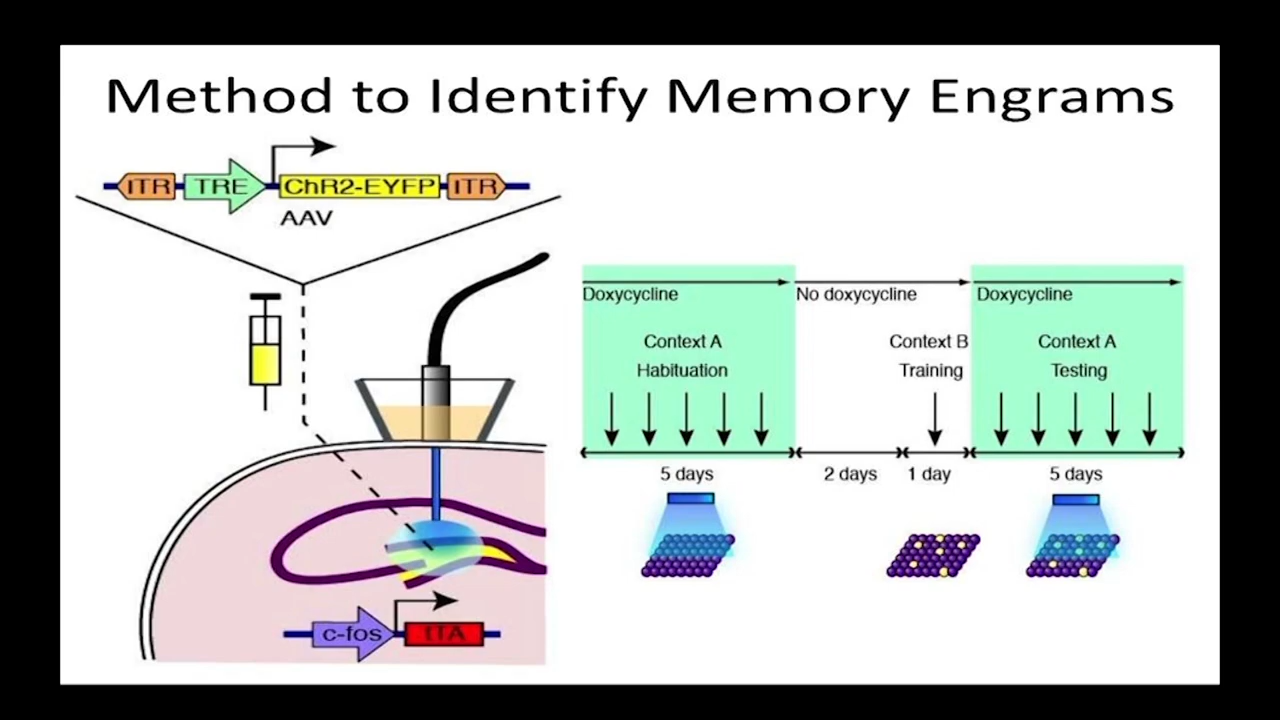 Method to Identify Memory Engrams
ITR TRE ChR2-EYFP ITR
AAV
c-fos tTA
Doxycycline No doxycycline Doxycycline
Context A Context B Context A
Habituation Training Testing
5 days 2 days 1 day 5 days